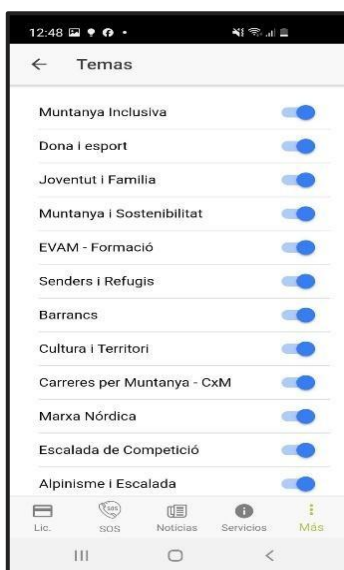 12:48
Temas
Muntanya Inclusiva
Dona i esport
Joventut i Familia
Muntanya i Sostenibilitat
EVAM - Formació
Senders i Refugis
Barrancs
Cultura i Territori
Carreres per Muntanya - CxM
Marxa Nórdica
Escalada de Competició
Alpinisme i Escalada
SOS
Lic. SOS Noticias Servicios Más